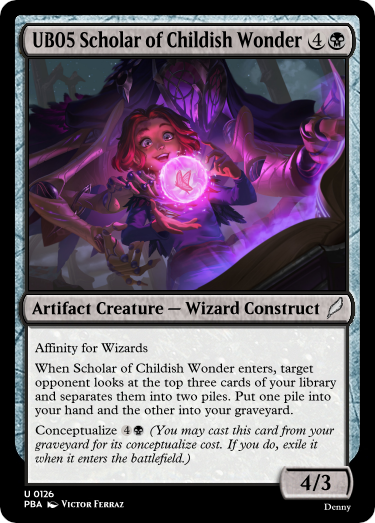 UB05 Scholar of Childish Wonder 4
Artifact Creature — Wizard Construct
Affinity for Wizards
When Scholar of Childish Wonder enters, target
opponent looks at the top three cards of your library
and separates them into two piles. Put one pile into
your hand and the other into your graveyard.
Conceptualize 4 (You may cast this card from your
graveyard for its conceptualize cost. If you do, exile it
when it enters the battlefield.)
4/3
U 0126
PBA Victor Ferraz
Denny